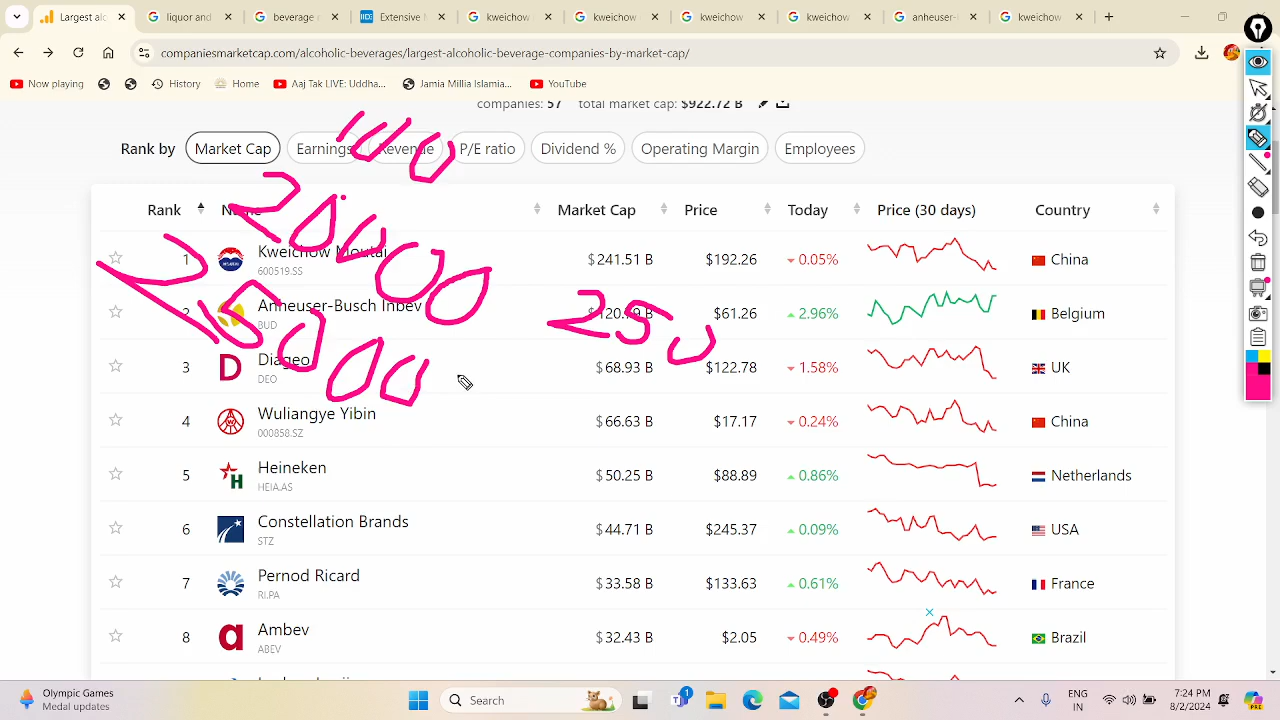 Largest alc
liquor and
beverage
Extensive
kweichow
kweichow
kweichow
kweichow
anheuser-
kweichow
companiesmarketcap.com/alcoholic-beverages/largest-alcoholic-beverage-companies-by-market-cap/
Now playing
History
Home
Aaj Tak LIVE: Uddha...
Jamia Millia Islamia...
YouTube
companies: 57 total market cap: $922.72 B
Rank by Market Cap Earnings Revenue P/E ratio Dividend % Operating Margin Employees
Rank Name Market Cap Price Today Price (30 days) Country
1 Kweichow Moutai $241.51 B $192.26 0.05% China
600519.SS
2 Anheuser-Busch Inbev $61.26 2.96% Belgium
BUD
250
3 Diageo $68.93 B $122.78 1.58% UK
DEO
4 Wuliangye Yibin $66.63 B $17.17 0.24% China
000858.SZ
5 Heineken $50.25 B $88.89 0.86% Netherlands
HEIA.AS
6 Constellation Brands $44.71 B $245.37 0.09% USA
STZ
7 Pernod Ricard $33.58 B $133.63 0.61% France
RI.PA
8 Ambev $32.43 B $2.05 0.49% Brazil
ABEV
Olympic Games
Medal updates
Search
1
ENG
IN
7:24 PM
8/2/2024